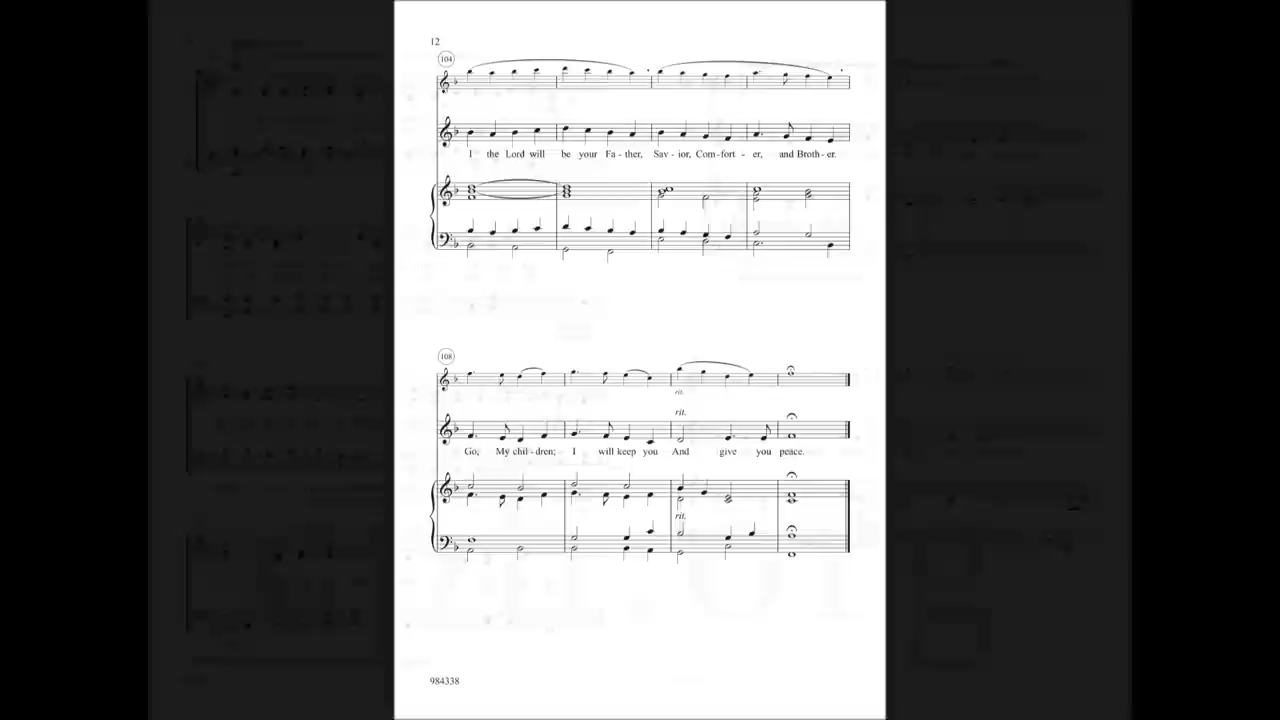 12
104
I the Lord will be your Fa - ther, Sav - ior, Com - fort - er, and Broth - er.
108
rit.
rit.
Go, My chil - dren; I will keep you And give you peace.
rit.
984338